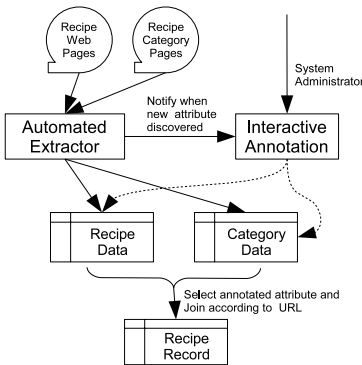 Recipe
Web
Pages
Recipe
Category
Pages
System
Administrator
Notify when
new attribute
discovered
Automated
Extractor
Interactive
Annotation
Recipe
Data
Category
Data
Select annotated attribute and
Join according to URL
Recipe
Record